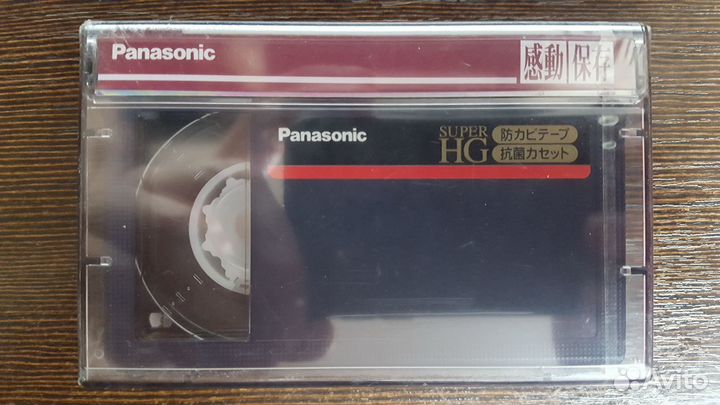 Panasonic
感動 保存
Panasonic
SUPER HG
防カビテープ
抗菌カセット
Avito